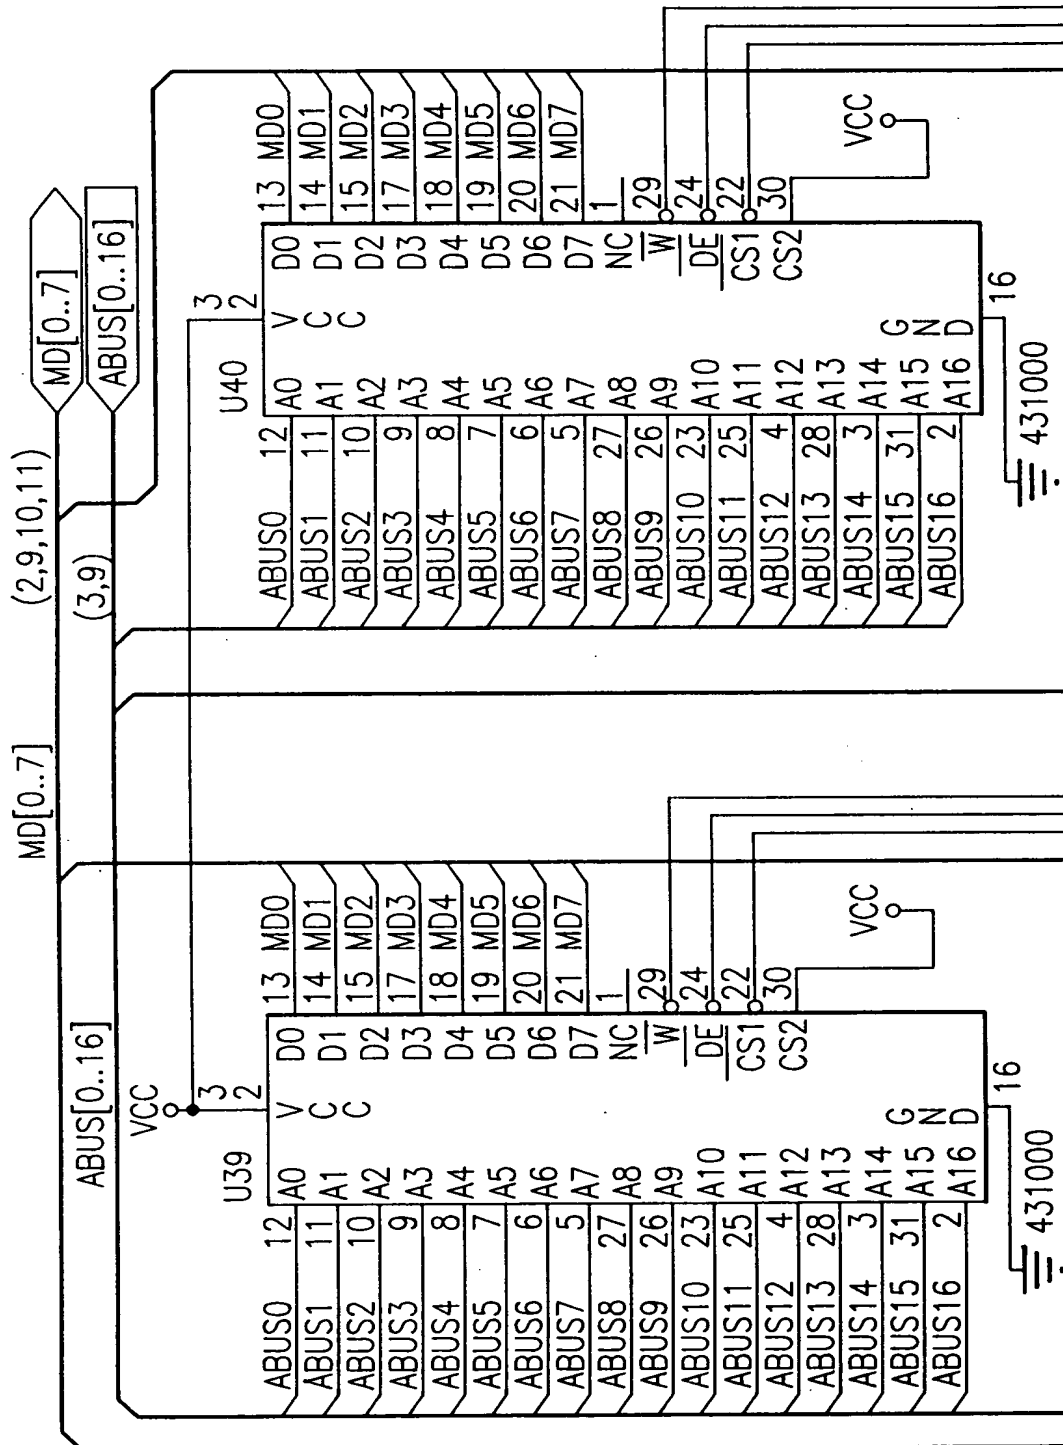 MD[0..7]
(2,9,10,11)
MD[0..7]
ABUS[0..16]
(3,9)
ABUS[0..16]
VCC
U39
32
VCC
ABUS0 12 A0
ABUS1 11 A1
ABUS2 10 A2
ABUS3 9 A3
ABUS4 8 A4
ABUS5 7 A5
ABUS6 6 A6
ABUS7 5 A7
ABUS8 27 A8
ABUS9 26 A9
ABUS10 23 A10
ABUS11 25 A11
ABUS12 4 A12
ABUS13 28 A13
ABUS14 3 A14
ABUS15 31 A15
ABUS16 2 A16
D0 13 MD0
D1 14 MD1
D2 15 MD2
D3 17 MD3
D4 18 MD4
D5 19 MD5
D6 20 MD6
D7 21 MD7
NC 1
W 29
DE 24
CS1 22
CS2 30
VCC
GND
16
431000
U40
32
VCC
ABUS0 12 A0
ABUS1 11 A1
ABUS2 10 A2
ABUS3 9 A3
ABUS4 8 A4
ABUS5 7 A5
ABUS6 6 A6
ABUS7 5 A7
ABUS8 27 A8
ABUS9 26 A9
ABUS10 23 A10
ABUS11 25 A11
ABUS12 4 A12
ABUS13 28 A13
ABUS14 3 A14
ABUS15 31 A15
ABUS16 2 A16
D0 13 MD0
D1 14 MD1
D2 15 MD2
D3 17 MD3
D4 18 MD4
D5 19 MD5
D6 20 MD6
D7 21 MD7
NC 1
W 29
DE 24
CS1 22
CS2 30
VCC
GND
16
431000